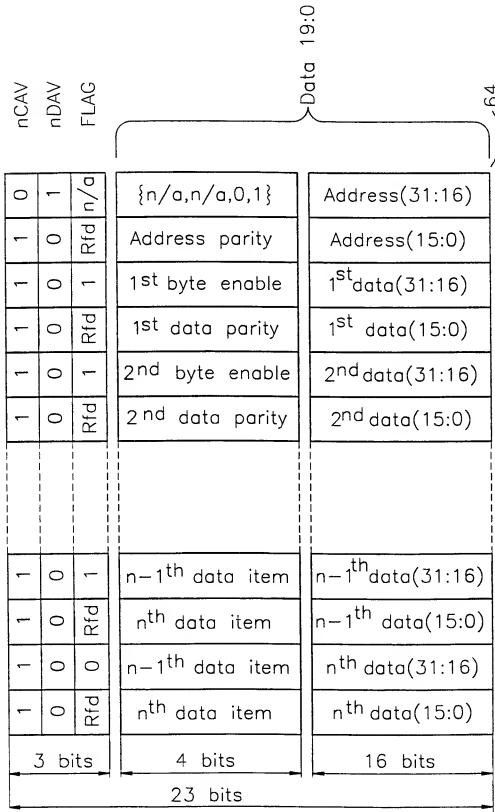 nCAV nDAV FLAG Data 19:0 64
0 1 n/a {n/a,n/a,0,1} Address(31:16)
1 0 Rfd Address parity Address(15:0)
1 0 1 1st byte enable 1st data(31:16)
1 0 Rfd 1st data parity 1st data(15:0)
1 0 1 2nd byte enable 2nd data(31:16)
1 0 Rfd 2nd data parity 2nd data(15:0)
1 0 1 n-1th data item n-1th data(31:16)
1 0 Rfd nth data item n-1th data(15:0)
1 0 0 n-1th data item nth data(31:16)
1 0 Rfd nth data item nth data(15:0)
3 bits 4 bits 16 bits
23 bits